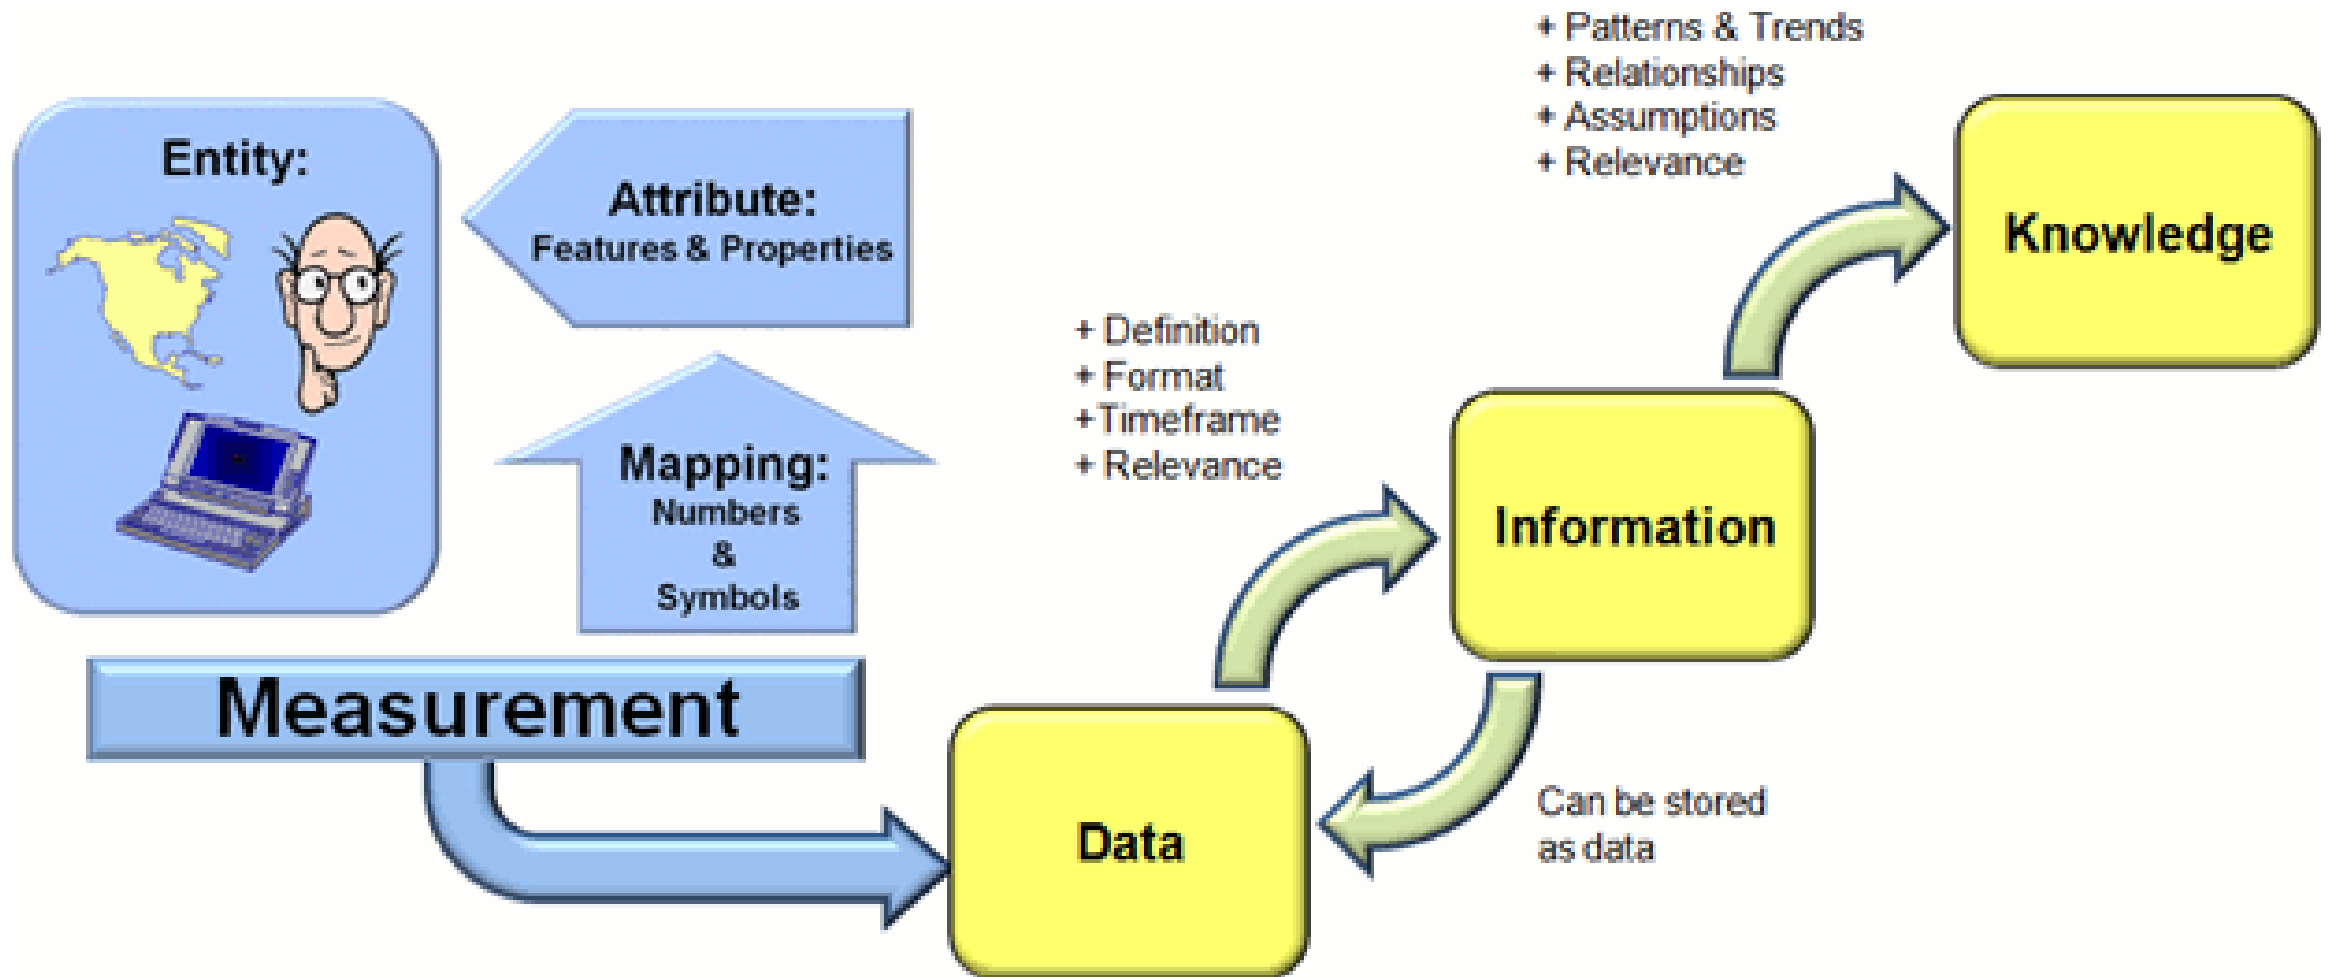 Entity:
Attribute:
Features & Properties
Mapping:
Numbers
&
Symbols
Measurement
+ Definition
+ Format
+Timeframe
+ Relevance
Data
Information
Can be stored
as data
+ Patterns & Trends
+ Relationships
+ Assumptions
+ Relevance
Knowledge